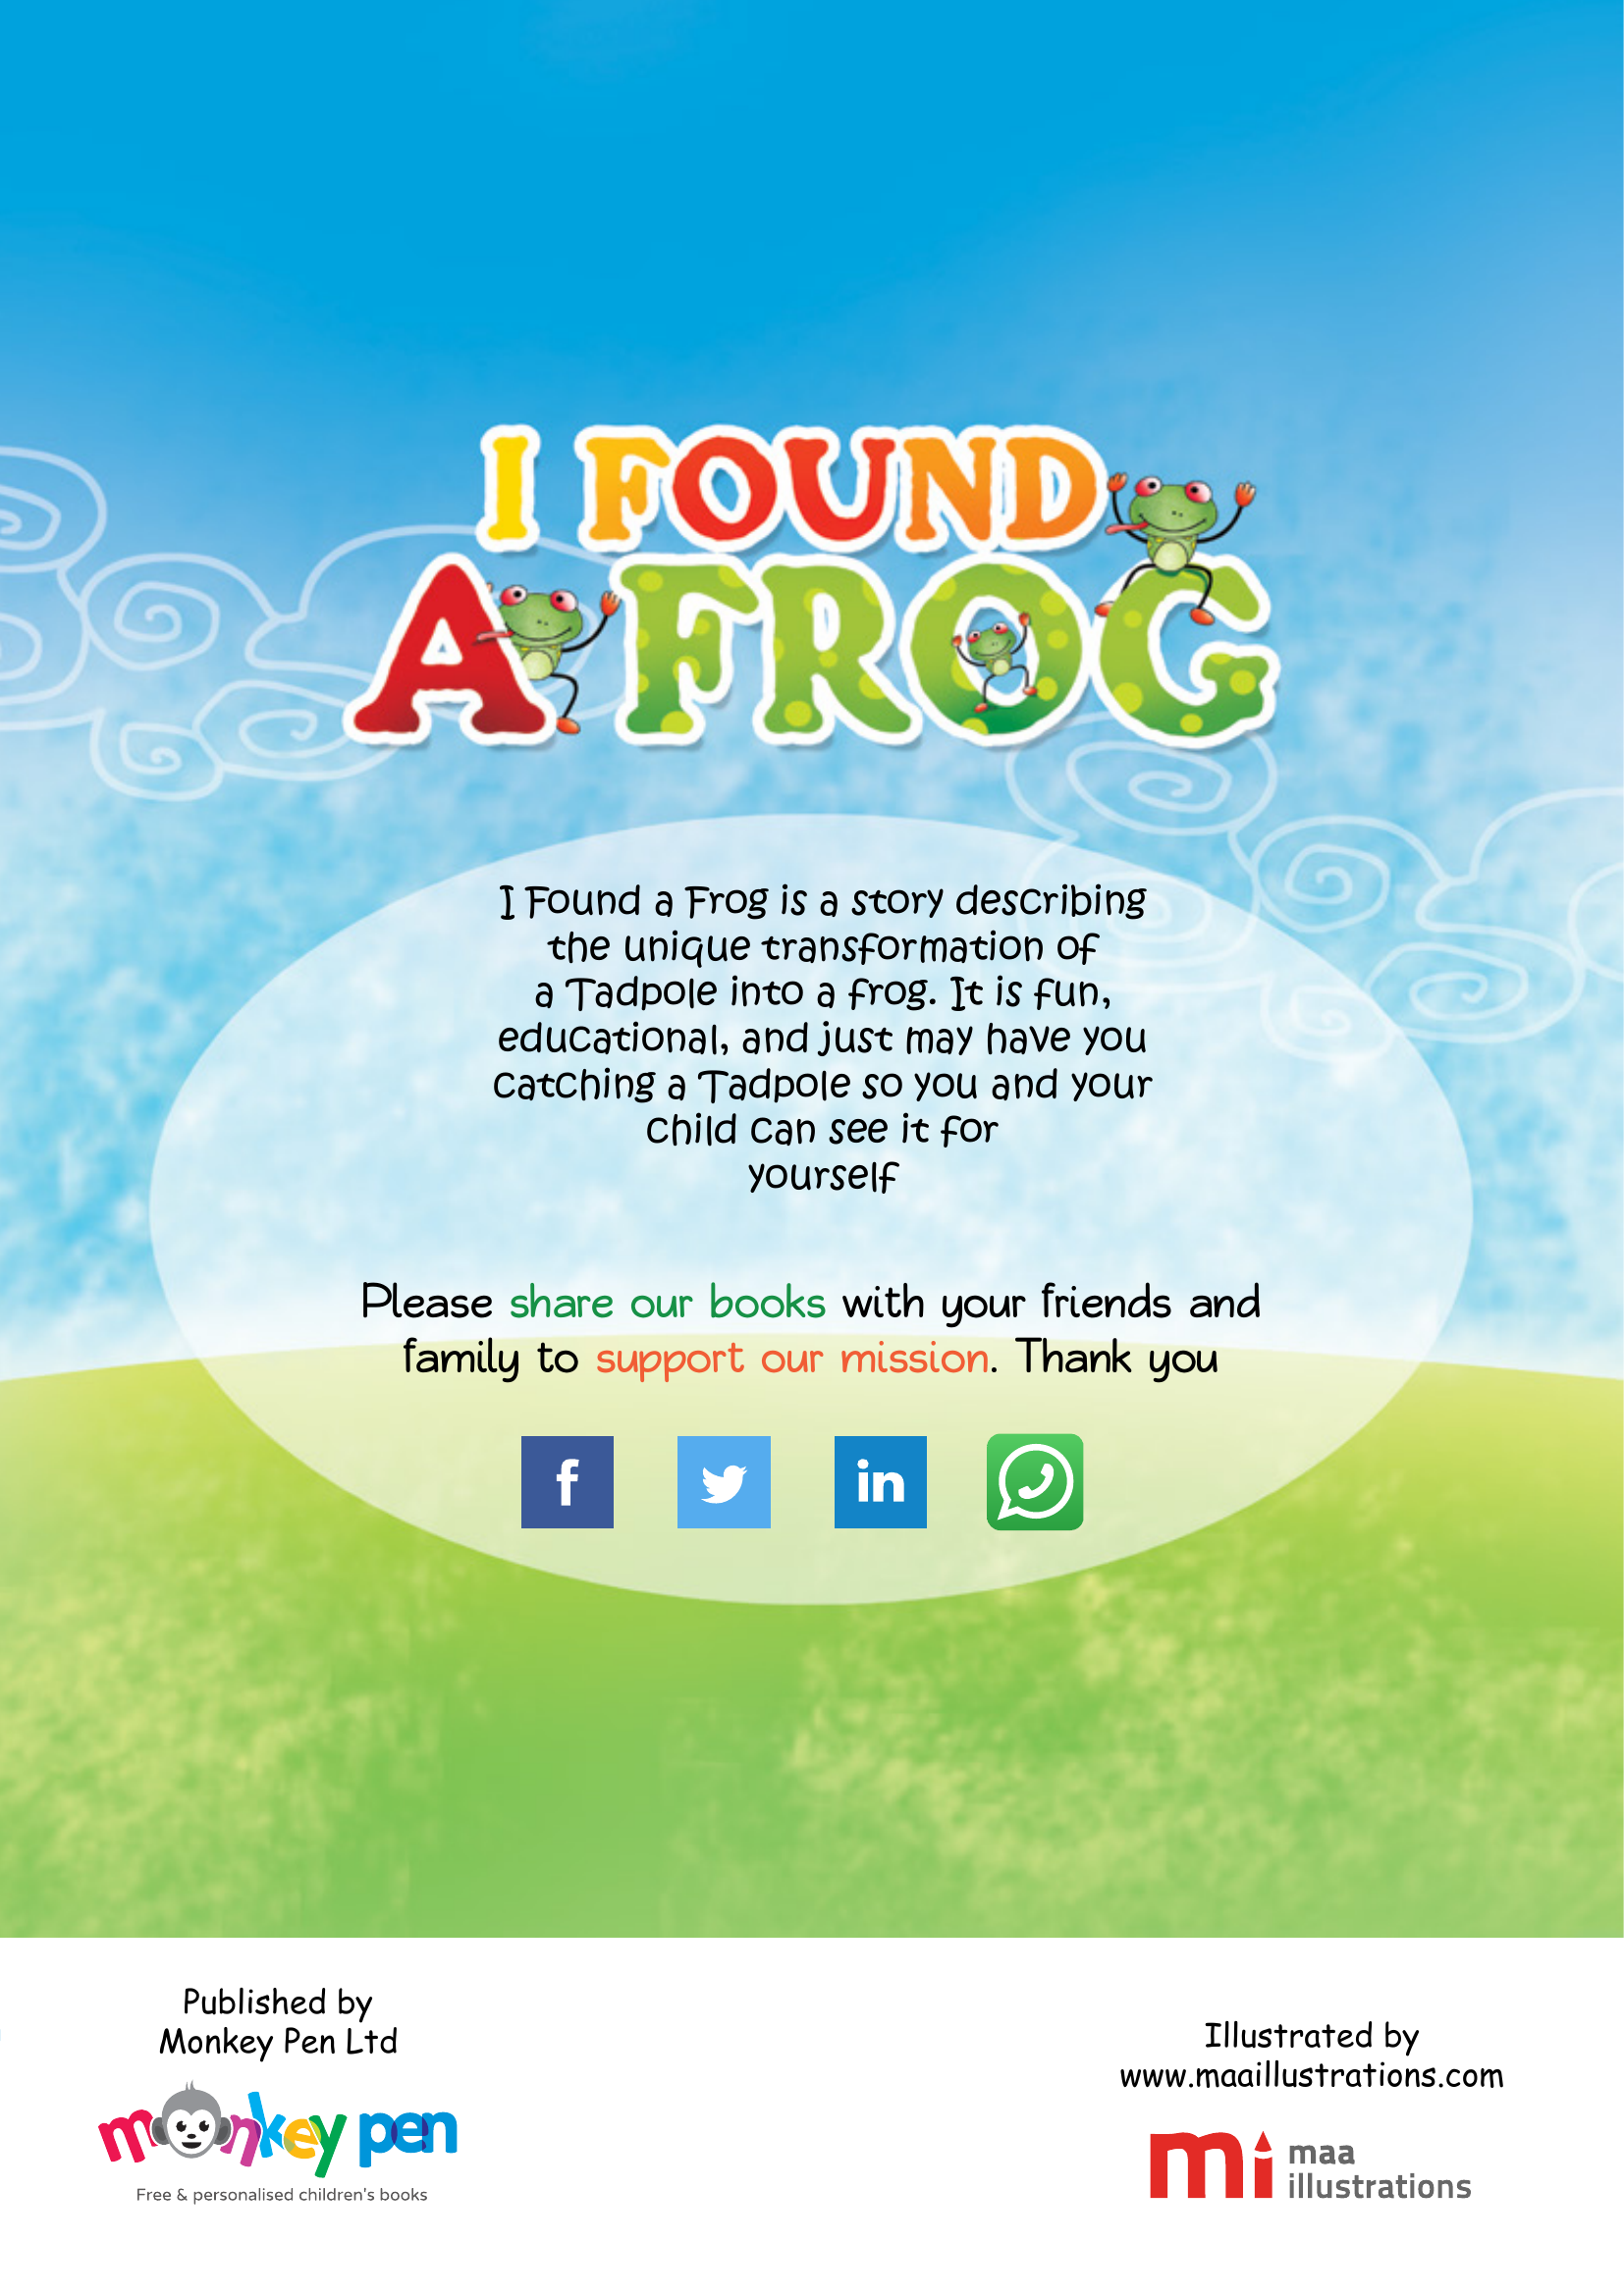 I FOUND
A FROG
I Found a Frog is a story describing
the unique transformation of
a Tadpole into a frog. It is fun,
educational, and just may have you
catching a Tadpole so you and your
child can see it for
yourself
Please share our books with your friends and
family to support our mission. Thank you
f
in
Published by
Monkey Pen Ltd
monkey pen
Free & personalised children's books
Illustrated by
www.maaillustrations.com
mi
maa
illustrations